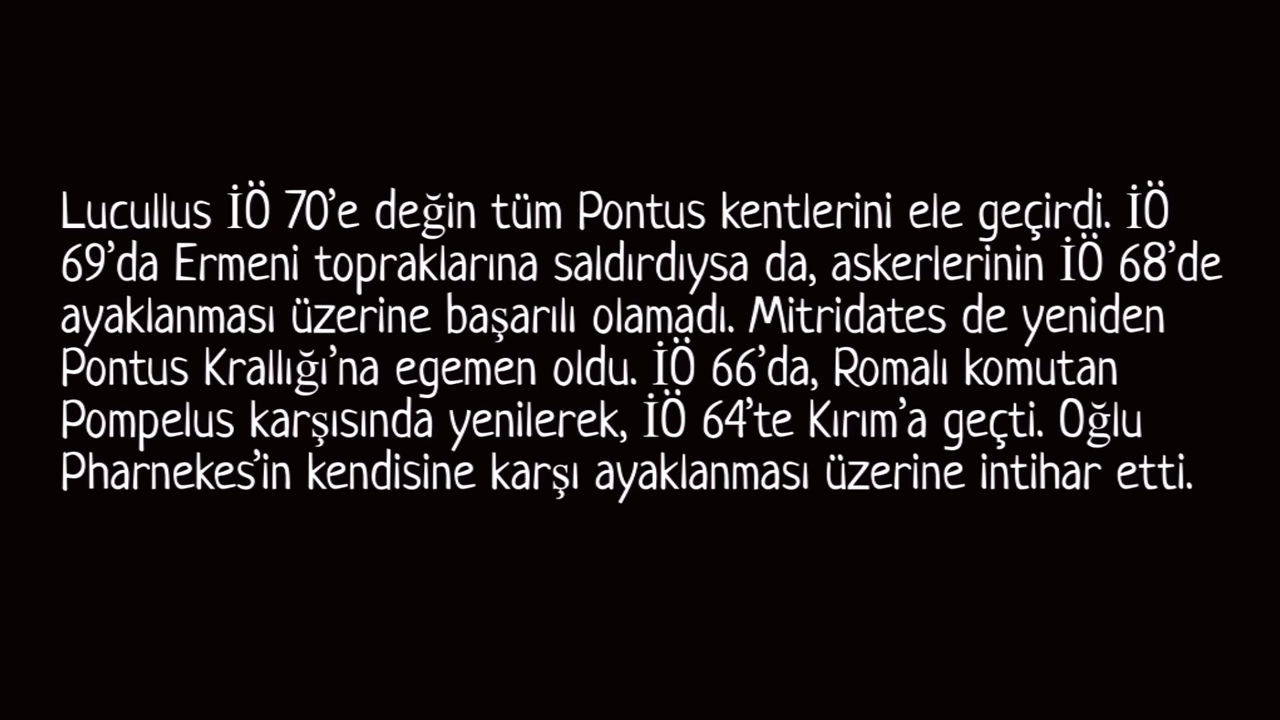 Lucullus İÖ 70’e değin tüm Pontus kentlerini ele geçirdi. İÖ
69’da Ermeni topraklarına saldırdıysa da, askerlerinin İÖ 68’de
ayaklanması üzerine başarılı olamadı. Mitridates de yeniden
Pontus Krallığı’na egemen oldu. İÖ 66’da, Romalı komutan
Pompelus karşısında yenilerek, İÖ 64’te Kırım’a geçti. Oğlu
Pharnekes’in kendisine karşı ayaklanması üzerine intihar etti.